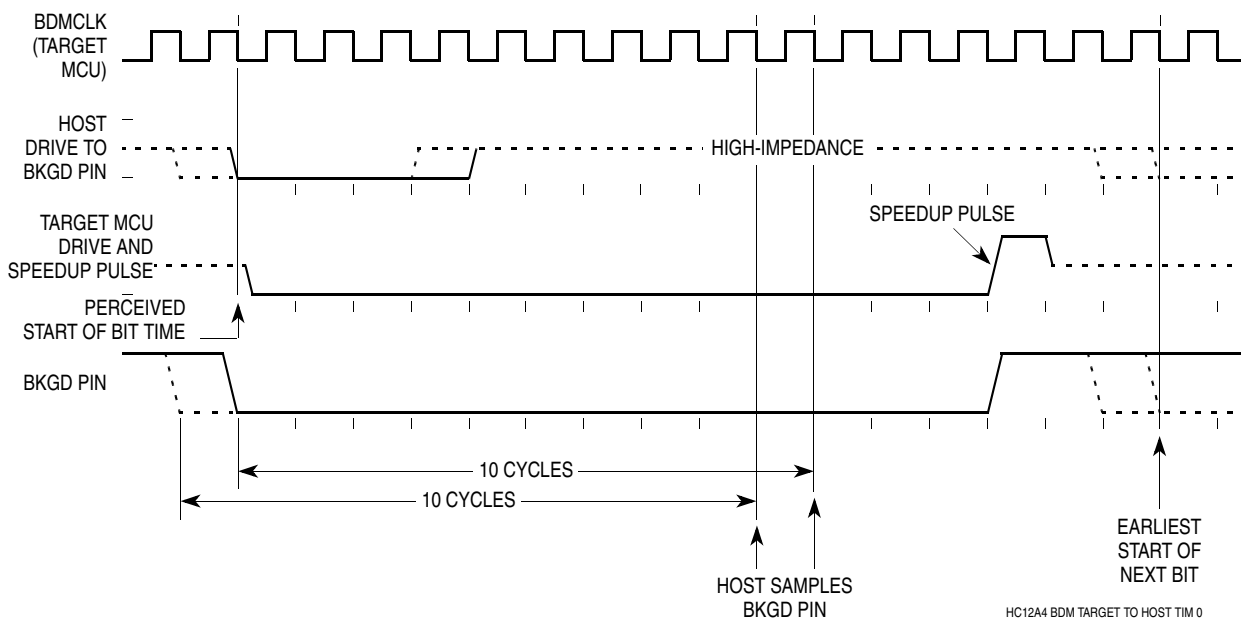 BDMCLK
(TARGET
MCU)
HOST
DRIVE TO
BKGD PIN
HIGH-IMPEDANCE
TARGET MCU
DRIVE AND
SPEEDUP PULSE
SPEEDUP PULSE
PERCEIVED
START OF BIT TIME
BKGD PIN
10 CYCLES
10 CYCLES
HOST SAMPLES
BKGD PIN
EARLIEST
START OF
NEXT BIT
HC12A4 BDM TARGET TO HOST TIM 0